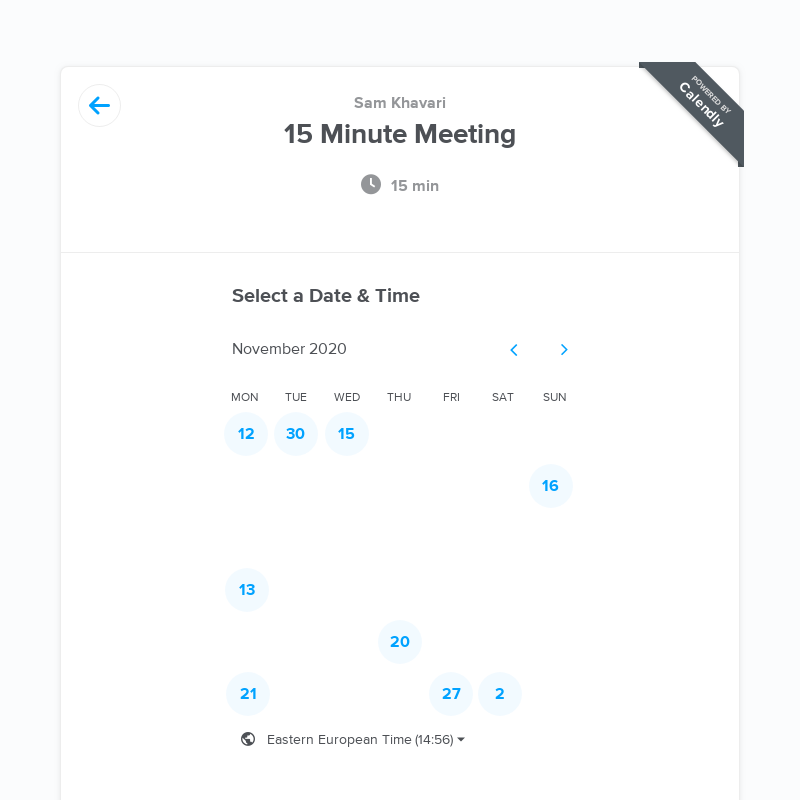 Sam Khavari
15 Minute Meeting
15 min
POWERED BY
Calendly
Select a Date & Time
November 2020
MON TUE WED THU FRI SAT SUN
12 30 15
16
13
20
21 27 2
Eastern European Time (14:56)